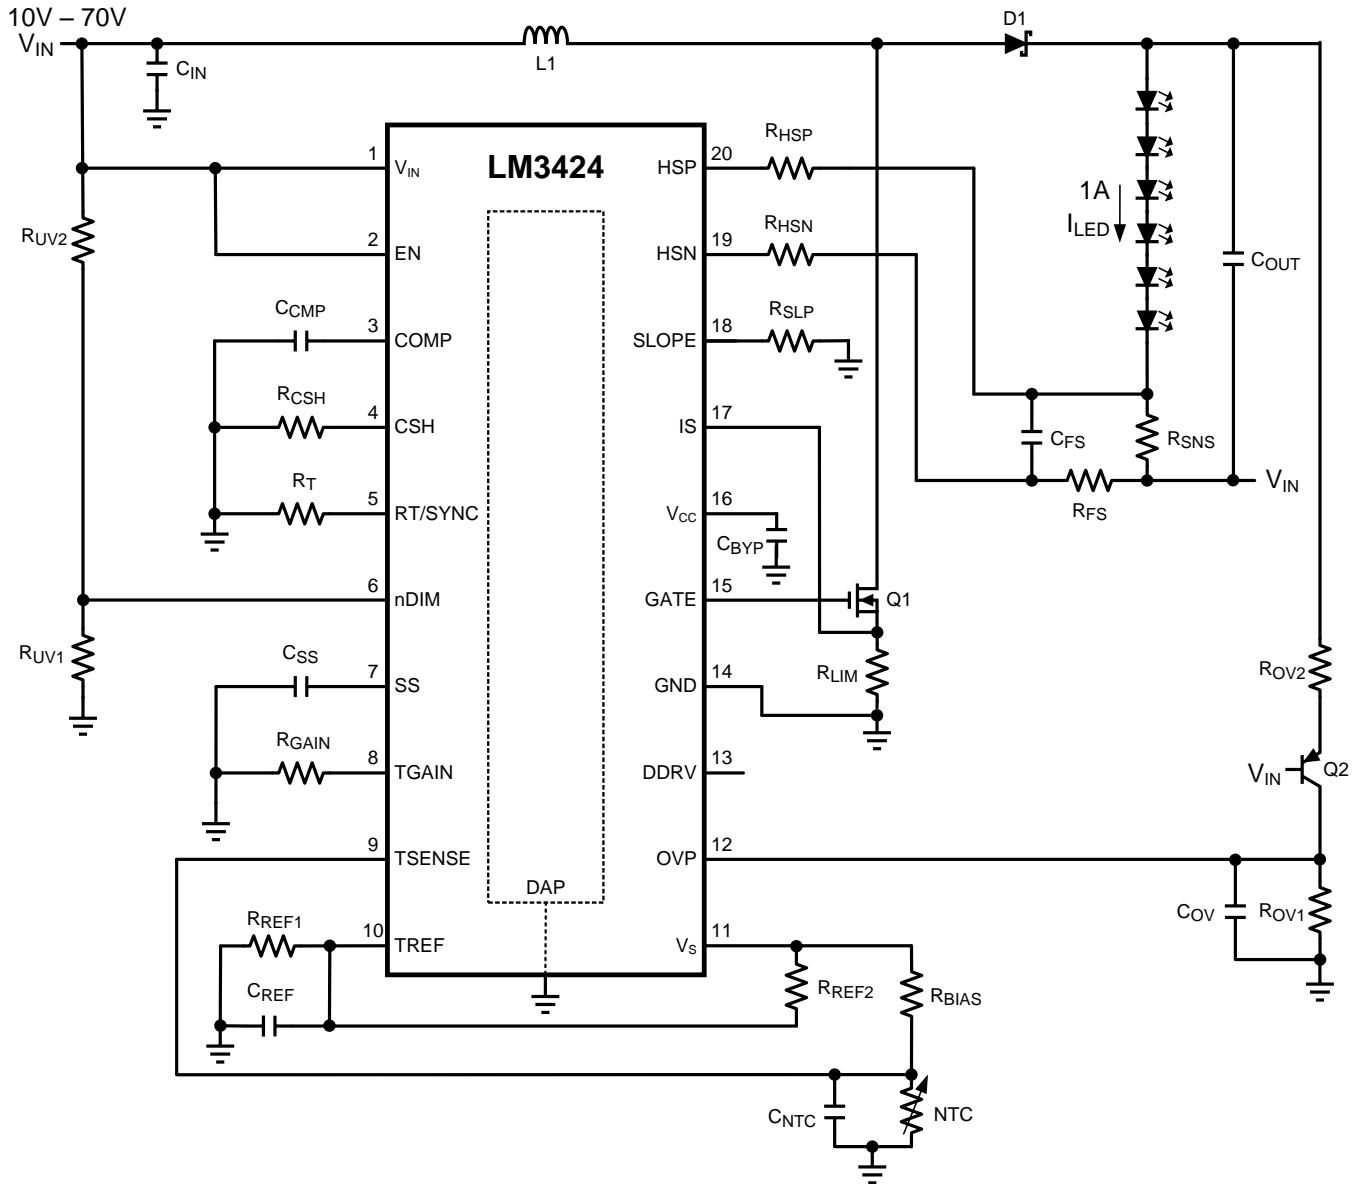 10V – 70V
VIN
D1
L1
CIN
LM3424
1
VIN
20
HSP
RHSP
1A
ILED
COUT
RUV2
2
EN
19
HSN
RHSN
CCMP
3
COMP
18
SLOPE
RSLP
RCSH
4
CSH
17
IS
CFS
RSNS
RT
5
RT/SYNC
16
VCC
CBYP
RFS
VIN
6
nDIM
15
GATE
Q1
RUV1
CSS
7
SS
14
GND
RLIM
ROV2
RGAIN
8
TGAIN
13
DDRV
VIN
Q2
9
TSENSE
12
OVP
DAP
COV
ROV1
RREF1
10
TREF
11
VS
CREF
RREF2
RBIAS
CNTC
NTC